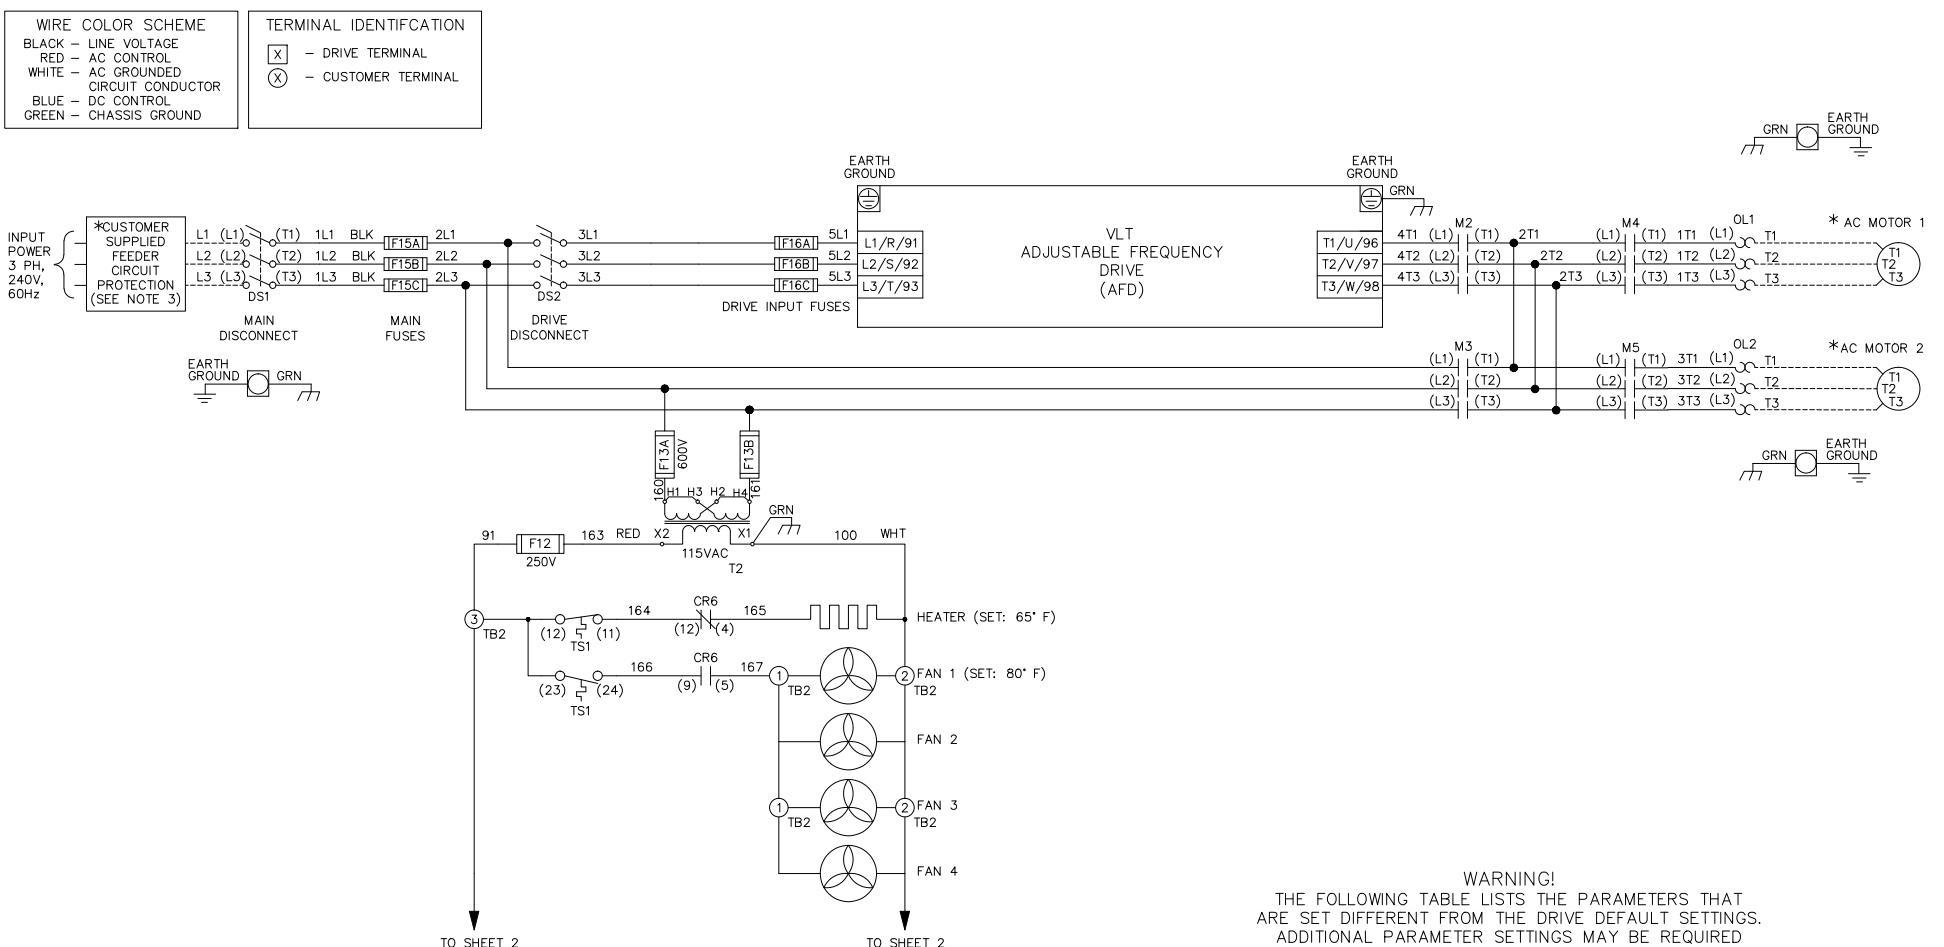 WIRE COLOR SCHEME
BLACK – LINE VOLTAGE
RED – AC CONTROL
WHITE – AC GROUNDED
CIRCUIT CONDUCTOR
BLUE – DC CONTROL
GREEN – CHASSIS GROUND
TERMINAL IDENTIFCATION
X – DRIVE TERMINAL
X – CUSTOMER TERMINAL
INPUT
POWER
3 PH,
240V,
60Hz
*CUSTOMER
SUPPLIED
FEEDER
CIRCUIT
PROTECTION
(SEE NOTE 3)
L1 (L1) (T1) 1L1 BLK F15A 2L1 3L1 F16A 5L1 L1/R/91
L2 (L2) (T2) 1L2 BLK F15B 2L2 3L2 F16B 5L2 L2/S/92
L3 (L3) (T3) 1L3 BLK F15C 2L3 3L3 F16C 5L3 L3/T/93
DS1
MAIN
DISCONNECT
MAIN
FUSES
DS2
DRIVE
DISCONNECT
DRIVE INPUT FUSES
EARTH
GROUND
GRN
EARTH
GROUND
VLT
ADJUSTABLE FREQUENCY
DRIVE
(AFD)
EARTH
GROUND
GRN
GRN
EARTH
GROUND
M2 M4 OL1 * AC MOTOR 1
T1/U/96 4T1 (L1) (T1) 2T1 (L1) (T1) 1T1 (L1) T1
T2/V/97 4T2 (L2) (T2) 2T2 (L2) (T2) 1T2 (L2) T2
T3/W/98 4T3 (L3) (T3) 2T3 (L3) (T3) 1T3 (L3) T3
T1
T2
T3
M3 M5 OL2 *AC MOTOR 2
(L1) (T1) (L1) (T1) 3T1 (L1) T1
(L2) (T2) (L2) (T2) 3T2 (L2) T2
(L3) (T3) (L3) (T3) 3T3 (L3) T3
T1
T2
T3
GRN
EARTH
GROUND
F13A
600V
F13B
160
H1 H3 H2 H4
161
GRN
91 F12 163 RED X2 X1 100 WHT
250V
115VAC
T2
3
TB2
(12) (11)
TS1
164
CR6
(12) (4)
165
HEATER (SET: 65° F)
(23) (24)
TS1
166
CR6
(9) (5)
167
1
TB2
2
TB2
FAN 1 (SET: 80° F)
FAN 2
1
TB2
2
TB2
FAN 3
FAN 4
TO SHEET 2
TO SHEET 2
WARNING!
THE FOLLOWING TABLE LISTS THE PARAMETERS THAT
ARE SET DIFFERENT FROM THE DRIVE DEFAULT SETTINGS.
ADDITIONAL PARAMETER SETTINGS MAY BE REQUIRED